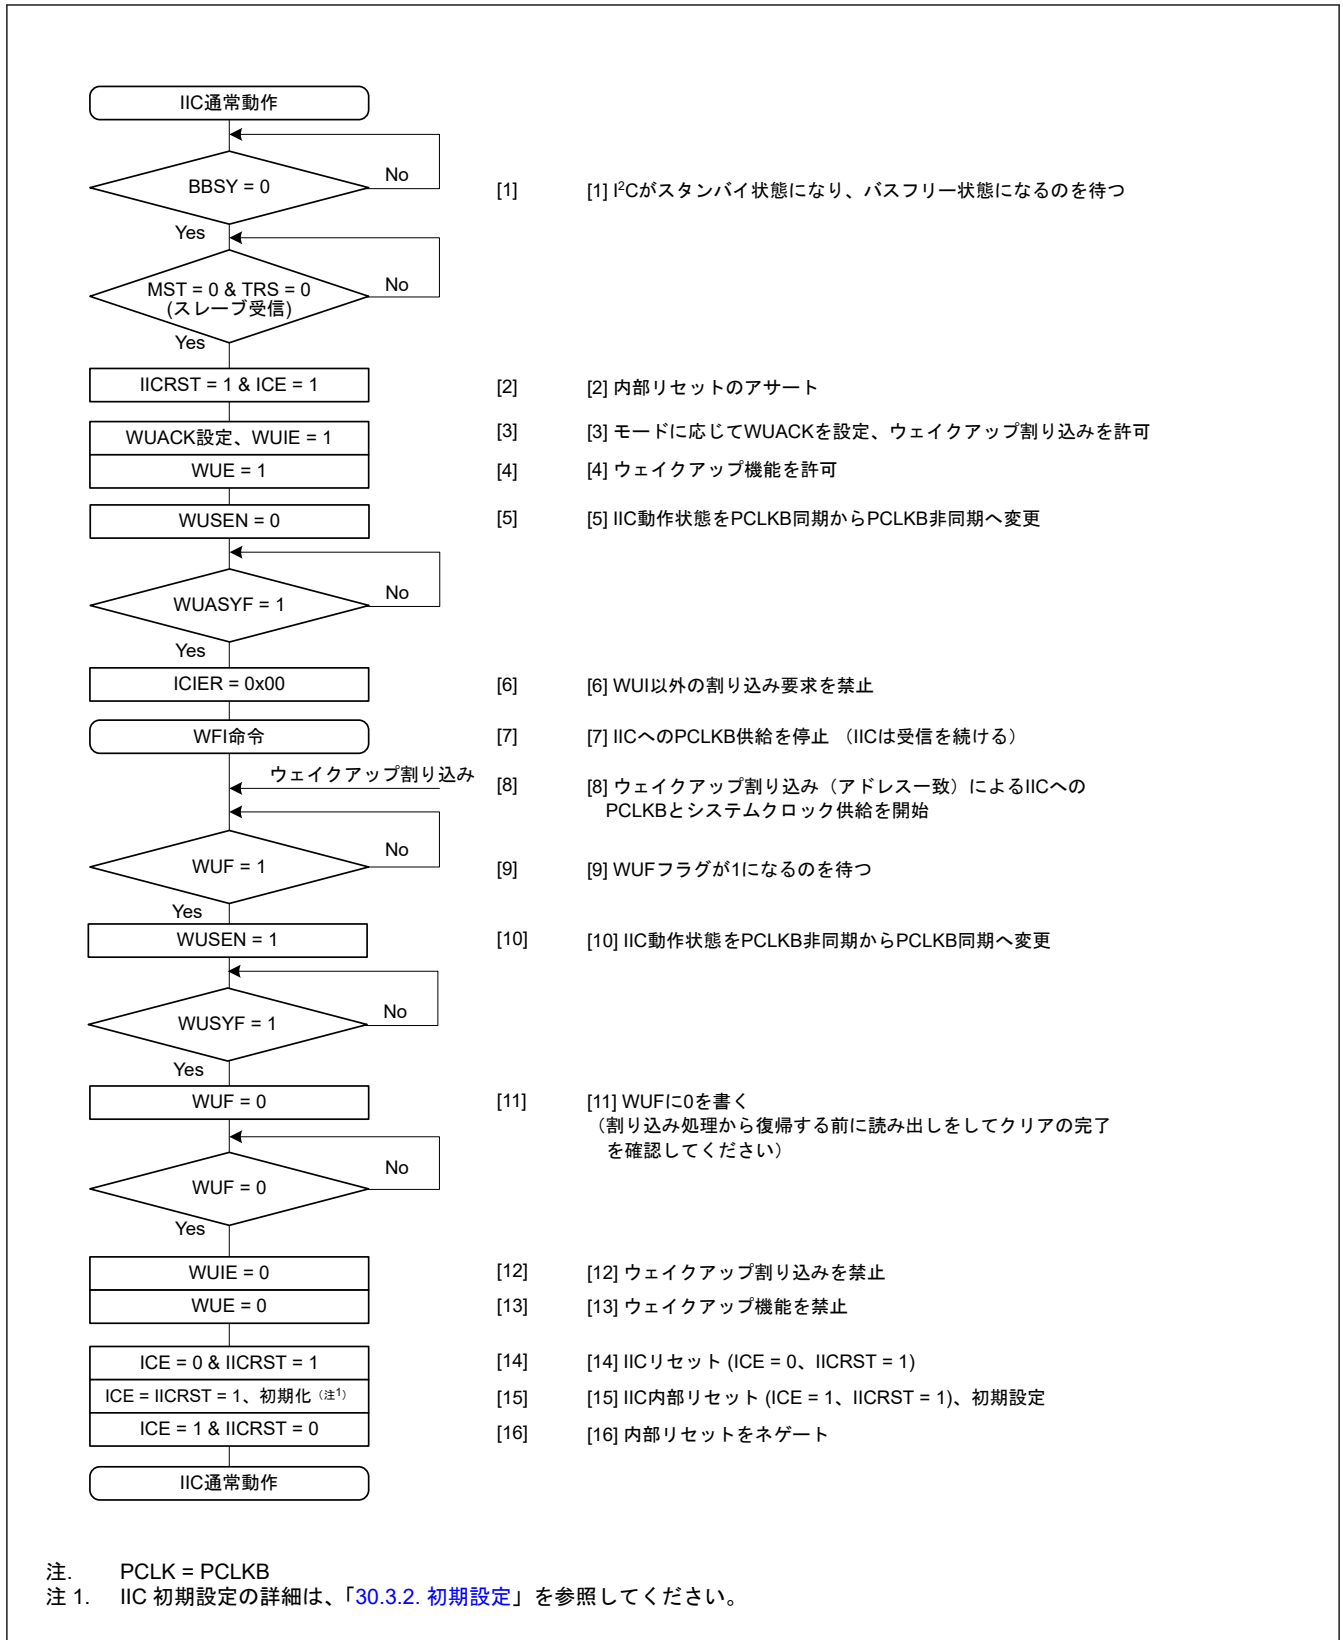 IIC通常動作
BBSY = 0
No
[1] [1] I²Cがスタンバイ状態になり、バスフリー状態になるのを待つ
Yes
MST = 0 & TRS = 0
(スレーブ受信)
No
Yes
IICRST = 1 & ICE = 1 [2] [2] 内部リセットのアサート
WUACK設定、WUIE = 1 [3] [3] モードに応じてWUACKを設定、ウェイクアップ割り込みを許可
WUE = 1 [4] [4] ウェイクアップ機能を許可
WUSEN = 0 [5] [5] IIC動作状態をPCLKB同期からPCLKB非同期へ変更
WUASYF = 1
No
Yes
ICIER = 0x00 [6] [6] WUI以外の割り込み要求を禁止
WFI命令 [7] [7] IICへのPCLKB供給を停止 （IICは受信を続ける）
ウェイクアップ割り込み [8] [8] ウェイクアップ割り込み（アドレス一致）によるIICへの
PCLKBとシステムクロック供給を開始
WUF = 1
No
[9] [9] WUFフラグが1になるのを待つ
Yes
WUSEN = 1 [10] [10] IIC動作状態をPCLKB非同期からPCLKB同期へ変更
WUSYF = 1
No
Yes
WUF = 0 [11] [11] WUFに0を書く
（割り込み処理から復帰する前に読み出しをしてクリアの完了
を確認してください）
WUF = 0
No
Yes
WUIE = 0 [12] [12] ウェイクアップ割り込みを禁止
WUE = 0 [13] [13] ウェイクアップ機能を禁止
ICE = 0 & IICRST = 1 [14] [14] IICリセット (ICE = 0、IICRST = 1)
ICE = IICRST = 1、初期化（注1） [15] [15] IIC内部リセット (ICE = 1、IICRST = 1)、初期設定
ICE = 1 & IICRST = 0 [16] [16] 内部リセットをネゲート
IIC通常動作
注. PCLK = PCLKB
注 1. IIC 初期設定の詳細は、「30.3.2. 初期設定」を参照してください。